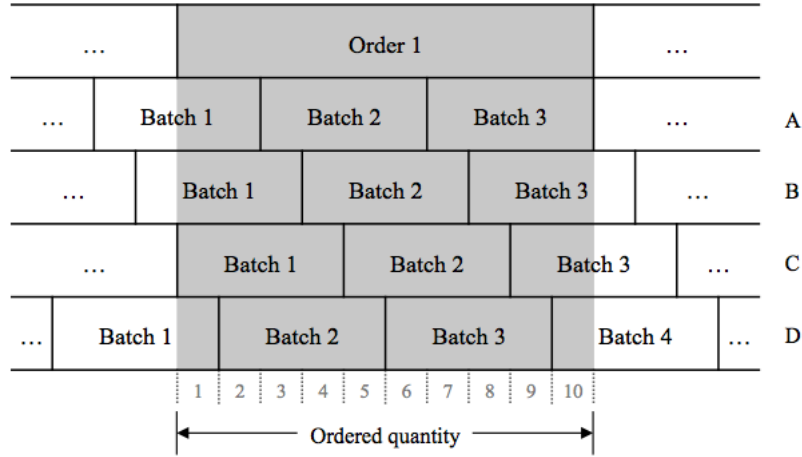 … Order 1 …
… Batch 1 Batch 2 Batch 3 … A
… Batch 1 Batch 2 Batch 3 … B
… Batch 1 Batch 2 Batch 3 … C
… Batch 1 Batch 2 Batch 3 Batch 4 … D
1 2 3 4 5 6 7 8 9 10
Ordered quantity